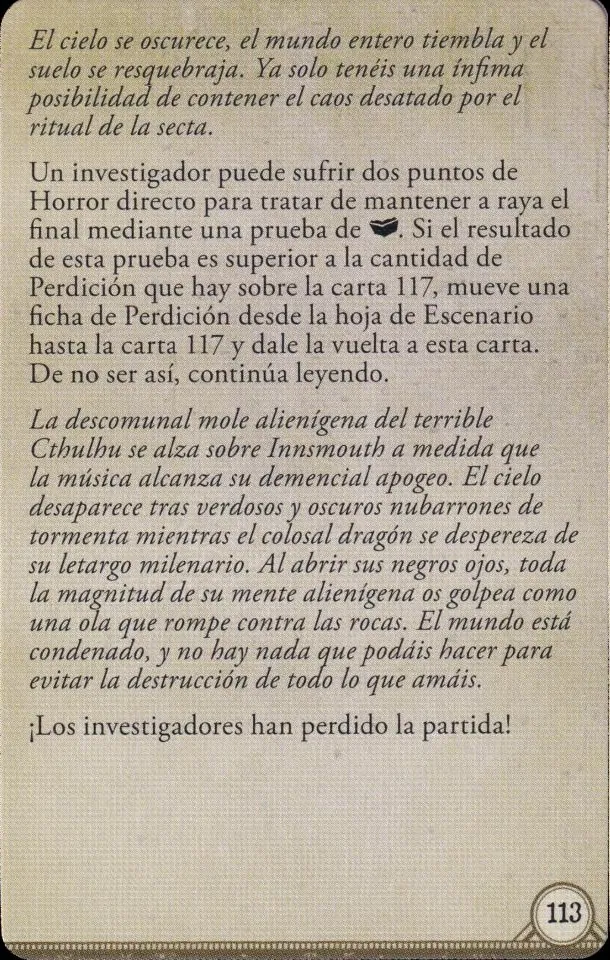 El cielo se oscurece, el mundo entero tiembla y el
suelo se resquebraja. Ya solo tenéis una ínfima
posibilidad de contener el caos desatado por el
ritual de la secta.
Un investigador puede sufrir dos puntos de
Horror directo para tratar de mantener a raya el
final mediante una prueba de . Si el resultado
de esta prueba es superior a la cantidad de
Perdición que hay sobre la carta 117, mueve una
ficha de Perdición desde la hoja de Escenario
hasta la carta 117 y dale la vuelta a esta carta.
De no ser así, continúa leyendo.
La descomunal mole alienígena del terrible
Cthulhu se alza sobre Innsmouth a medida que
la música alcanza su demencial apogeo. El cielo
desaparece tras verdosos y oscuros nubarrones de
tormenta mientras el colosal dragón se despereza de
su letargo milenario. Al abrir sus negros ojos, toda
la magnitud de su mente alienígena os golpea como
una ola que rompe contra las rocas. El mundo está
condenado, y no hay nada que podáis hacer para
evitar la destrucción de todo lo que amáis.
¡Los investigadores han perdido la partida!
113